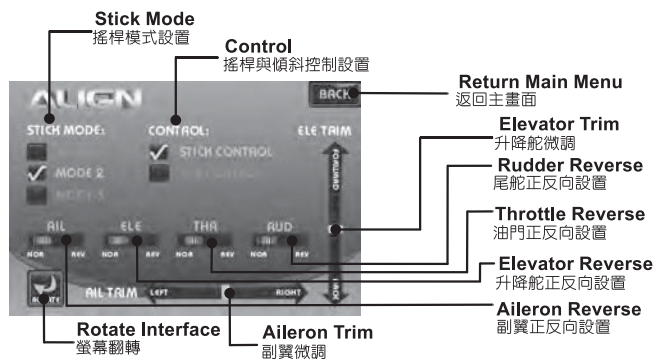 Stick Mode
搖桿模式設置
Control
搖桿與傾斜控制設置
ALIGN
BACK
Return Main Menu
返回主畫面
STICK MODE:
CONTROL:
ELE TRIM
Elevator Trim
升降舵微調
STICK CONTROL
FORWARD
MODE 2
Rudder Reverse
尾舵正反向設置
Throttle Reverse
油門正反向設置
AIL
ELE
THR
RUD
NOR REV NOR REV NOR REV NOR REV
Elevator Reverse
升降舵正反向設置
BACK
ROTATE
AIL TRIM
LEFT
RIGHT
Aileron Reverse
副翼正反向設置
Rotate Interface
螢幕翻轉
Aileron Trim
副翼微調